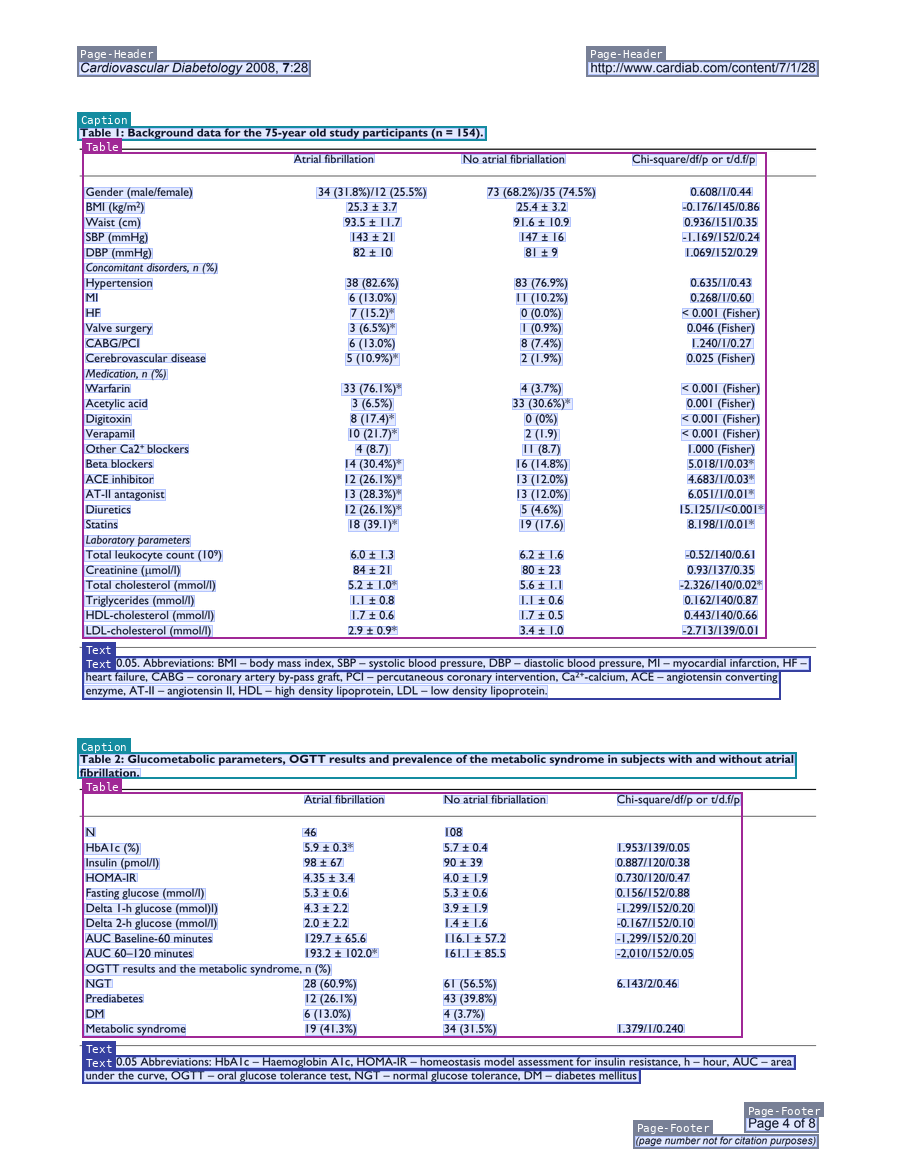 Page-Header
Page-Header
Cardiovascular Diabetology 2008, 7:28
http://www.cardiab.com/content/7/1/28
Caption
Table 1: Background data for the 75-year old study participants (n = 154).
Table
Atrial fibrillation No atrial fibriallation Chi-square/df/p or t/d.f/p
Gender (male/female) 34 (31.8%)/12 (25.5%) 73 (68.2%)/35 (74.5%) 0.608/1/0.44
BMI (kg/m²) 25.3 ± 3.7 25.4 ± 3.2 -0.176/145/0.86
Waist (cm) 93.5 ± 11.7 91.6 ± 10.9 0.936/151/0.35
SBP (mmHg) 143 ± 21 147 ± 16 -1.169/152/0.24
DBP (mmHg) 82 ± 10 81 ± 9 1.069/152/0.29
Concomitant disorders, n (%)
Hypertension 38 (82.6%) 83 (76.9%) 0.635/1/0.43
MI 6 (13.0%) 11 (10.2%) 0.268/1/0.60
HF 7 (15.2)* 0 (0.0%) < 0.001 (Fisher)
Valve surgery 3 (6.5%)* 1 (0.9%) 0.046 (Fisher)
CABG/PCI 6 (13.0%) 8 (7.4%) 1.240/1/0.27
Cerebrovascular disease 5 (10.9%)* 2 (1.9%) 0.025 (Fisher)
Medication, n (%)
Warfarin 33 (76.1%)* 4 (3.7%) < 0.001 (Fisher)
Acetylic acid 3 (6.5%) 33 (30.6%)* 0.001 (Fisher)
Digitoxin 8 (17.4)* 0 (0%) < 0.001 (Fisher)
Verapamil 10 (21.7)* 2 (1.9) < 0.001 (Fisher)
Other Ca2⁺ blockers 4 (8.7) 11 (8.7) 1.000 (Fisher)
Beta blockers 14 (30.4%)* 16 (14.8%) 5.018/1/0.03*
ACE inhibitor 12 (26.1%)* 13 (12.0%) 4.683/1/0.03*
AT-II antagonist 13 (28.3%)* 13 (12.0%) 6.051/1/0.01*
Diuretics 12 (26.1%)* 5 (4.6%) 15.125/1/<0.001*
Statins 18 (39.1)* 19 (17.6) 8.198/1/0.01*
Laboratory parameters
Total leukocyte count (10⁹) 6.0 ± 1.3 6.2 ± 1.6 -0.52/140/0.61
Creatinine (μmol/l) 84 ± 21 80 ± 23 0.93/137/0.35
Total cholesterol (mmol/l) 5.2 ± 1.0* 5.6 ± 1.1 -2.326/140/0.02*
Triglycerides (mmol/l) 1.1 ± 0.8 1.1 ± 0.6 0.162/140/0.87
HDL-cholesterol (mmol/l) 1.7 ± 0.6 1.7 ± 0.5 0.443/140/0.66
LDL-cholesterol (mmol/l) 2.9 ± 0.9* 3.4 ± 1.0 -2.713/139/0.01
Text
Text 0.05. Abbreviations: BMI – body mass index, SBP – systolic blood pressure, DBP – diastolic blood pressure, MI – myocardial infarction, HF –
heart failure, CABG – coronary artery by-pass graft, PCI – percutaneous coronary intervention, Ca²⁺-calcium, ACE – angiotensin converting
enzyme, AT-II – angiotensin II, HDL – high density lipoprotein, LDL – low density lipoprotein.
Caption
Table 2: Glucometabolic parameters, OGTT results and prevalence of the metabolic syndrome in subjects with and without atrial
fibrillation.
Table
Atrial fibrillation No atrial fibriallation Chi-square/df/p or t/d.f/p
N 46 108
HbA1c (%) 5.9 ± 0.3* 5.7 ± 0.4 1.953/139/0.05
Insulin (pmol/l) 98 ± 67 90 ± 39 0.887/120/0.38
HOMA-IR 4.35 ± 3.4 4.0 ± 1.9 0.730/120/0.47
Fasting glucose (mmol/l) 5.3 ± 0.6 5.3 ± 0.6 0.156/152/0.88
Delta 1-h glucose (mmol)l) 4.3 ± 2.2 3.9 ± 1.9 -1,299/152/0.20
Delta 2-h glucose (mmol/l) 2.0 ± 2.2 1.4 ± 1.6 -0.167/152/0.10
AUC Baseline-60 minutes 129.7 ± 65.6 116.1 ± 57.2 -1,299/152/0.20
AUC 60–120 minutes 193.2 ± 102.0* 161.1 ± 85.5 -2,010/152/0.05
OGTT results and the metabolic syndrome, n (%)
NGT 28 (60.9%) 61 (56.5%) 6.143/2/0.46
Prediabetes 12 (26.1%) 43 (39.8%)
DM 6 (13.0%) 4 (3.7%)
Metabolic syndrome 19 (41.3%) 34 (31.5%) 1.379/1/0.240
Text
Text 0.05 Abbreviations: HbA1c – Haemoglobin A1c, HOMA-IR – homeostasis model assessment for insulin resistance, h – hour, AUC – area
under the curve, OGTT – oral glucose tolerance test, NGT – normal glucose tolerance, DM – diabetes mellitus
Page-Footer
Page 4 of 8
Page-Footer
(page number not for citation purposes)